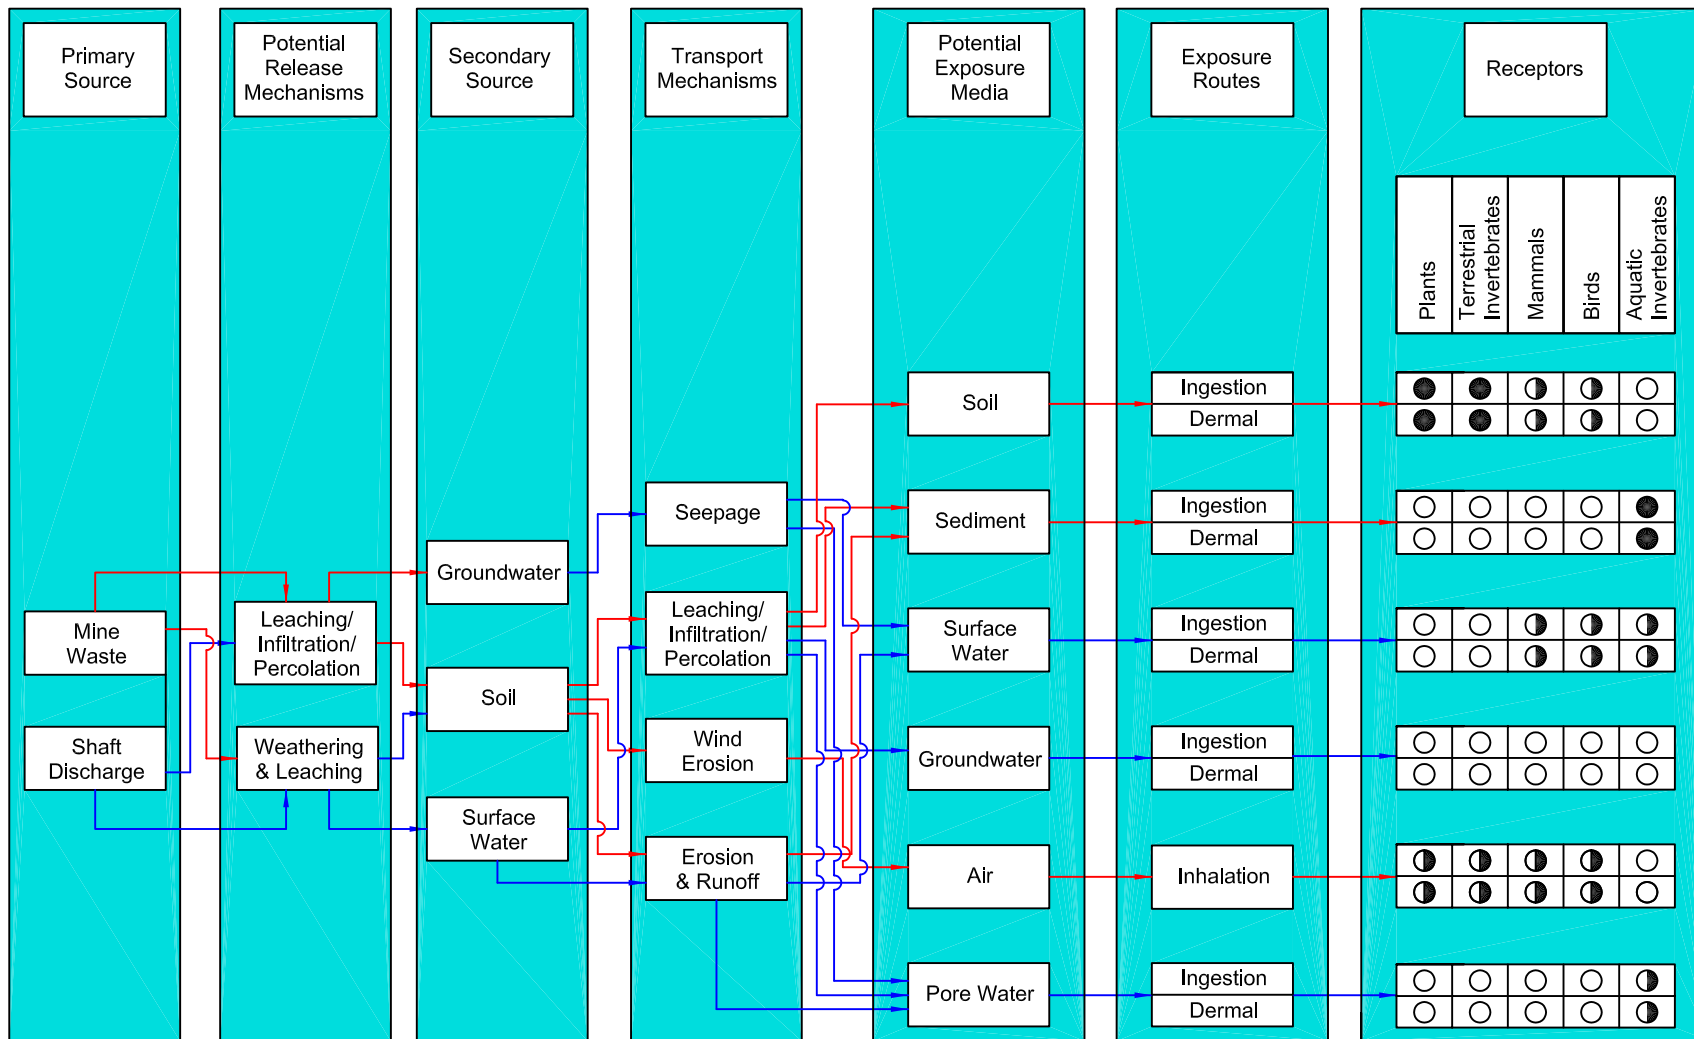 Primary
Source
Potential
Release
Mechanisms
Secondary
Source
Transport
Mechanisms
Potential
Exposure
Media
Exposure
Routes
Receptors
Plants
Terrestrial
Invertebrates
Mammals
Birds
Aquatic
Invertebrates
Mine
Waste
Shaft
Discharge
Leaching/
Infiltration/
Percolation
Weathering
& Leaching
Groundwater
Soil
Surface
Water
Seepage
Leaching/
Infiltration/
Percolation
Wind
Erosion
Erosion
& Runoff
Soil
Sediment
Surface
Water
Groundwater
Air
Pore Water
Ingestion
Dermal
Ingestion
Dermal
Ingestion
Dermal
Ingestion
Dermal
Inhalation
Ingestion
Dermal